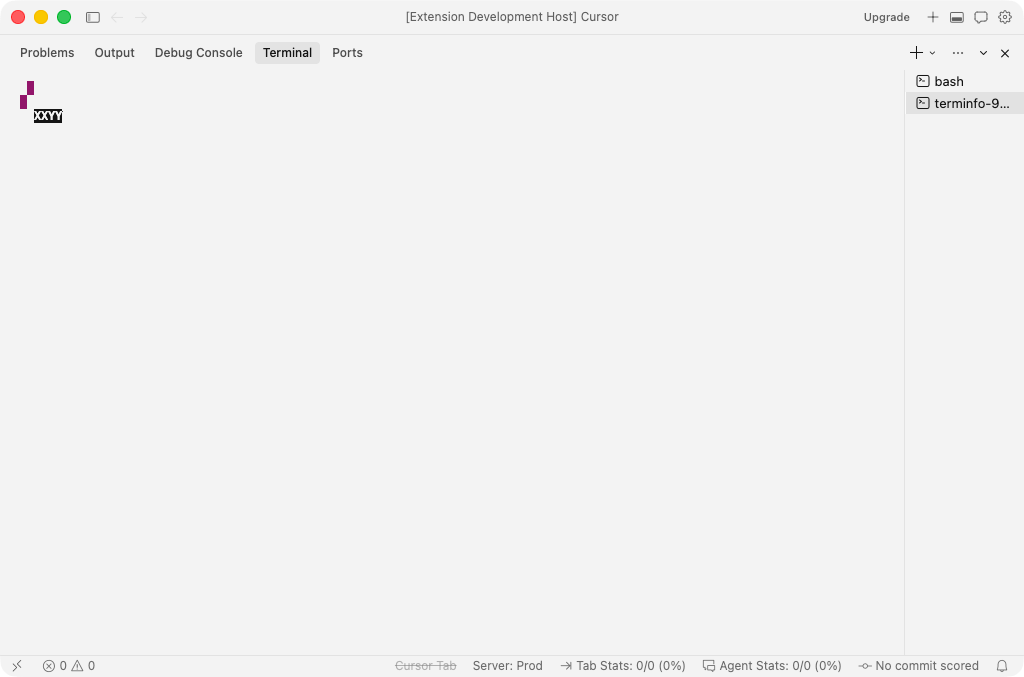 [Extension Development Host] Cursor
Upgrade
Problems Output Debug Console Terminal Ports
bash
terminfo-9...
XXYY
0 0
Cursor Tab Server: Prod Tab Stats: 0/0 (0%) Agent Stats: 0/0 (0%) No commit scored